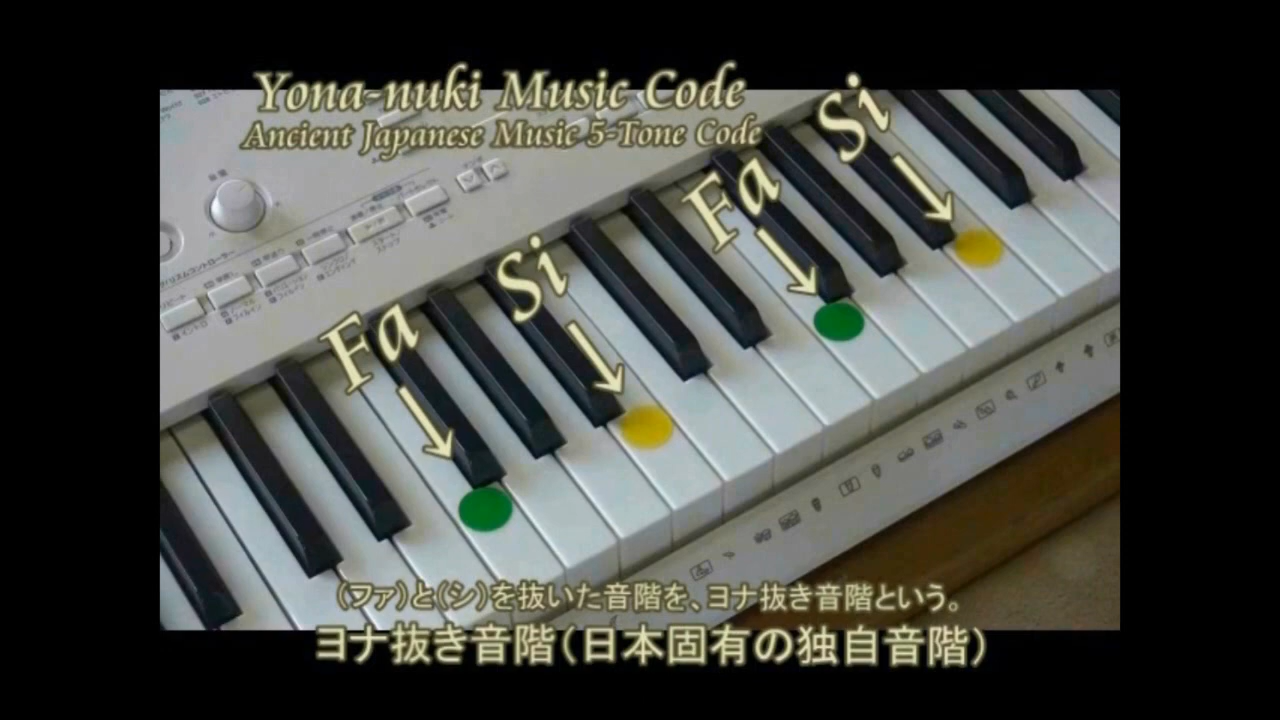 Yona-nuki Music Code
Ancient Japanese Music 5-Tone Code
Si
Fa
Si
Fa
(ファ)と(シ)を抜いた音階を、ヨナ抜き音階という。
ヨナ抜き音階(日本固有の独自音階)